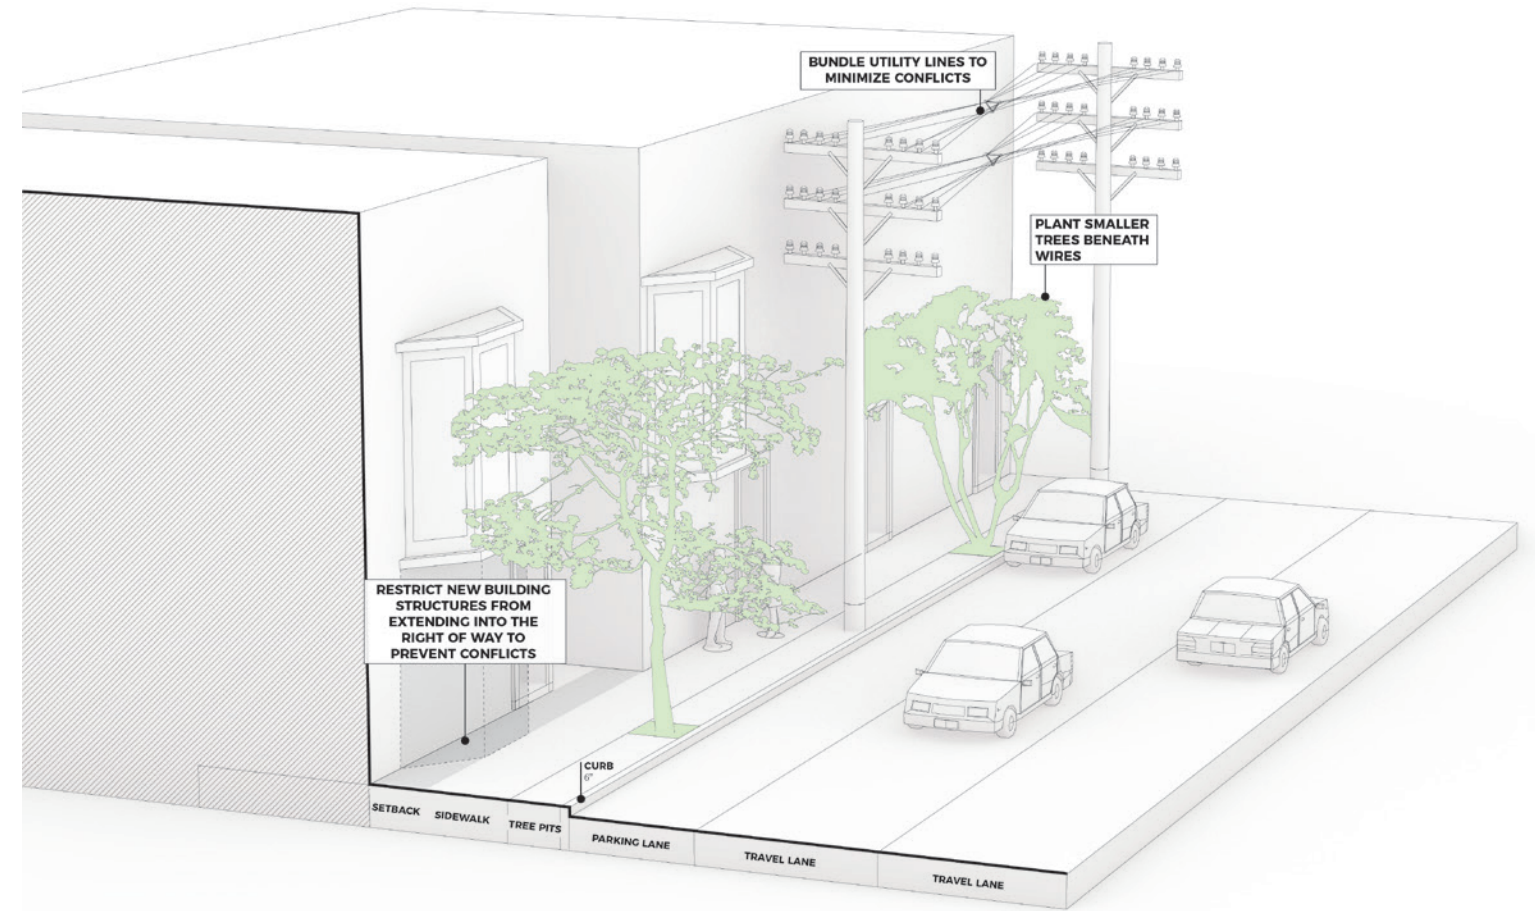 BUNDLE UTILITY LINES TO
MINIMIZE CONFLICTS
PLANT SMALLER
TREES BENEATH
WIRES
RESTRICT NEW BUILDING
STRUCTURES FROM
EXTENDING INTO THE
RIGHT OF WAY TO
PREVENT CONFLICTS
CURB
6"
SETBACK
SIDEWALK
TREE PITS
PARKING LANE
TRAVEL LANE
TRAVEL LANE